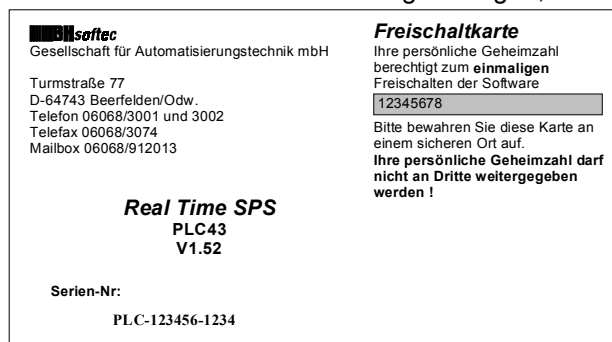 softec
Gesellschaft für Automatisierungstechnik mbH
Turmstraße 77
D-64743 Beerfelden/Odw.
Telefon 06068/3001 und 3002
Telefax 06068/3074
Mailbox 06068/912013
Real Time SPS
PLC43
V1.52
Serien-Nr:
PLC-123456-1234
Freischaltkarte
Ihre persönliche Geheimzahl
berechtigt zum einmaligen
Freischalten der Software
12345678
Bitte bewahren Sie diese Karte an
einem sicheren Ort auf.
Ihre persönliche Geheimzahl darf
nicht an Dritte weitergegeben
werden !